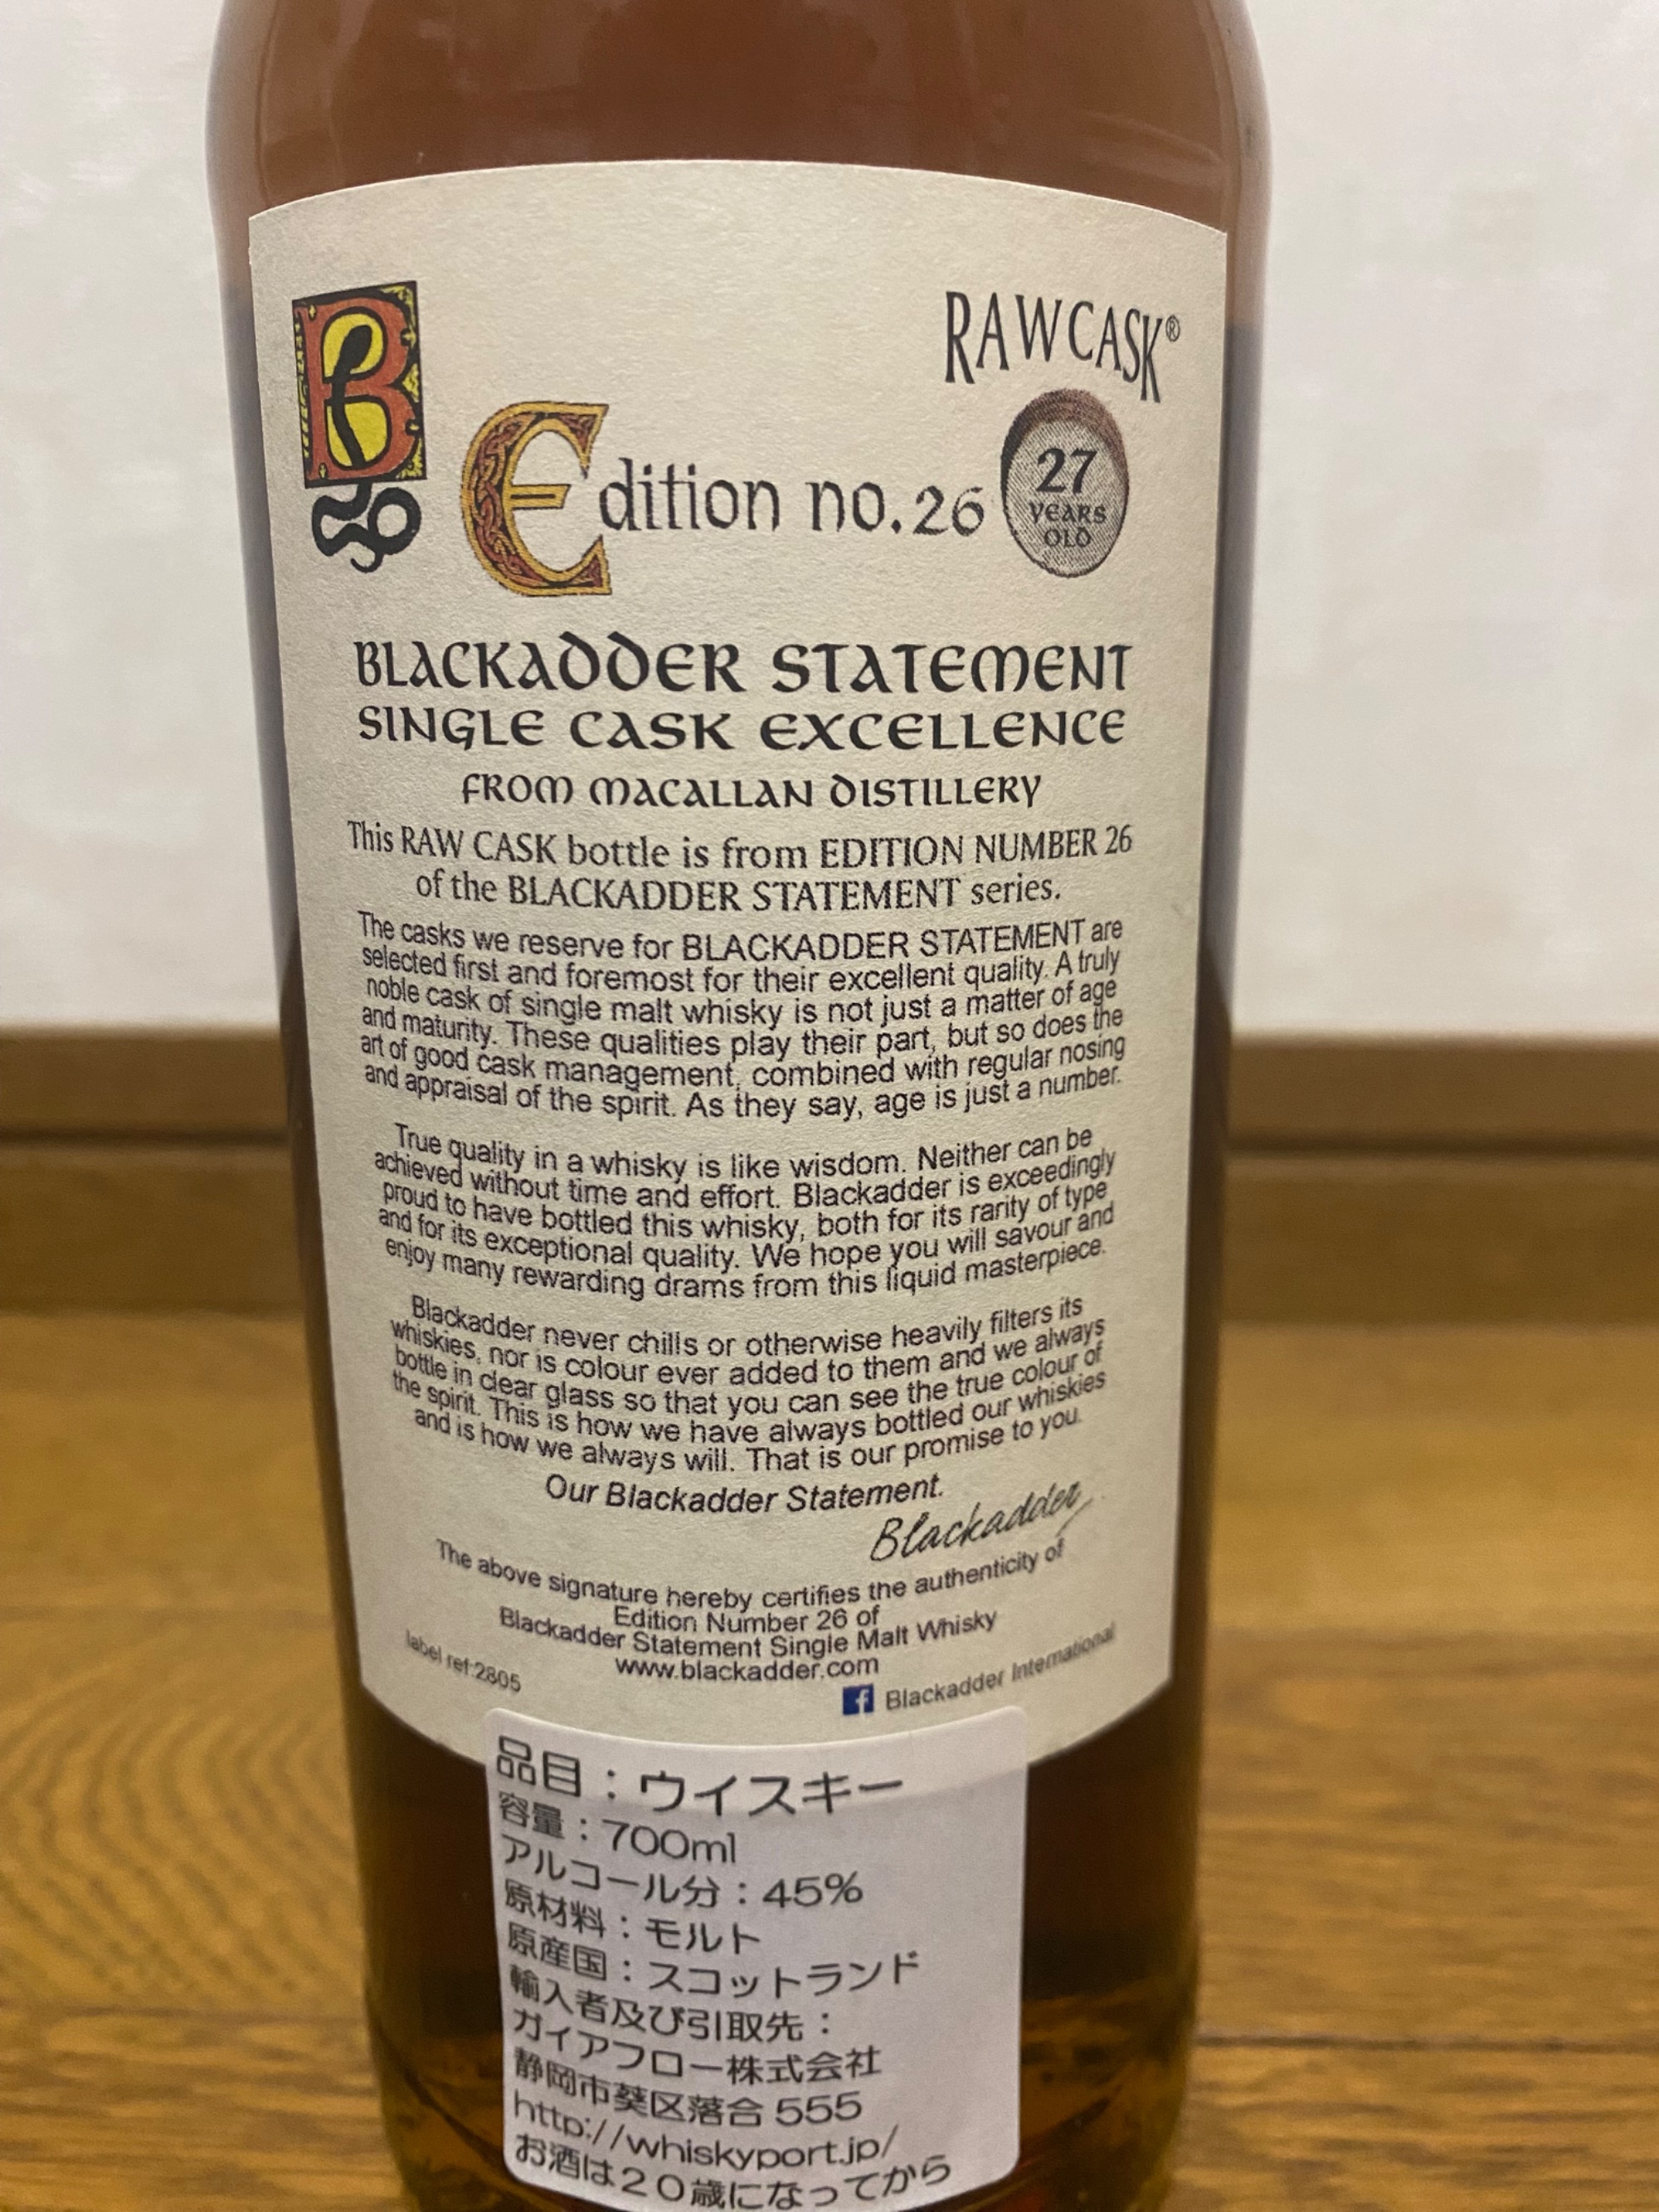 B
RAW CASK®
Edition no.26
27
YEARS
OLD
BLACKADDER STATEMENT
SINGLE CASK EXCELLENCE
FROM MACALLAN DISTILLERY
This RAW CASK bottle is from EDITION NUMBER 26
of the BLACKADDER STATEMENT series.
The casks we reserve for BLACKADDER STATEMENT are
selected first and foremost for their excellent quality. A truly
noble cask of single malt whisky is not just a matter of age
and maturity. These qualities play their part, but so does the
art of good cask management, combined with regular nosing
and appraisal of the spirit. As they say, age is just a number.
True quality in a whisky is like wisdom. Neither can be
achieved without time and effort. Blackadder is exceedingly
proud to have bottled this whisky, both for its rarity of type
and for its exceptional quality. We hope you will savour and
enjoy many rewarding drams from this liquid masterpiece.
Blackadder never chills or otherwise heavily filters its
whiskies, nor is colour ever added to them and we always
bottle in clear glass so that you can see the true colour of
the spirit. This is how we have always bottled our whiskies
and is how we always will. That is our promise to you.
Our Blackadder Statement.
Blackadder
The above signature hereby certifies the authenticity of
Edition Number 26 of
Blackadder Statement Single Malt Whisky
www.blackadder.com
label ref:2805
f Blackadder International
品目：ウイスキー
容量：700ml
アルコール分：45%
原材料：モルト
原産国：スコットランド
輸入者及び引取先：
ガイアフロー株式会社
静岡市葵区落合 555
http://whiskyport.jp/
お酒は２０歳になってから